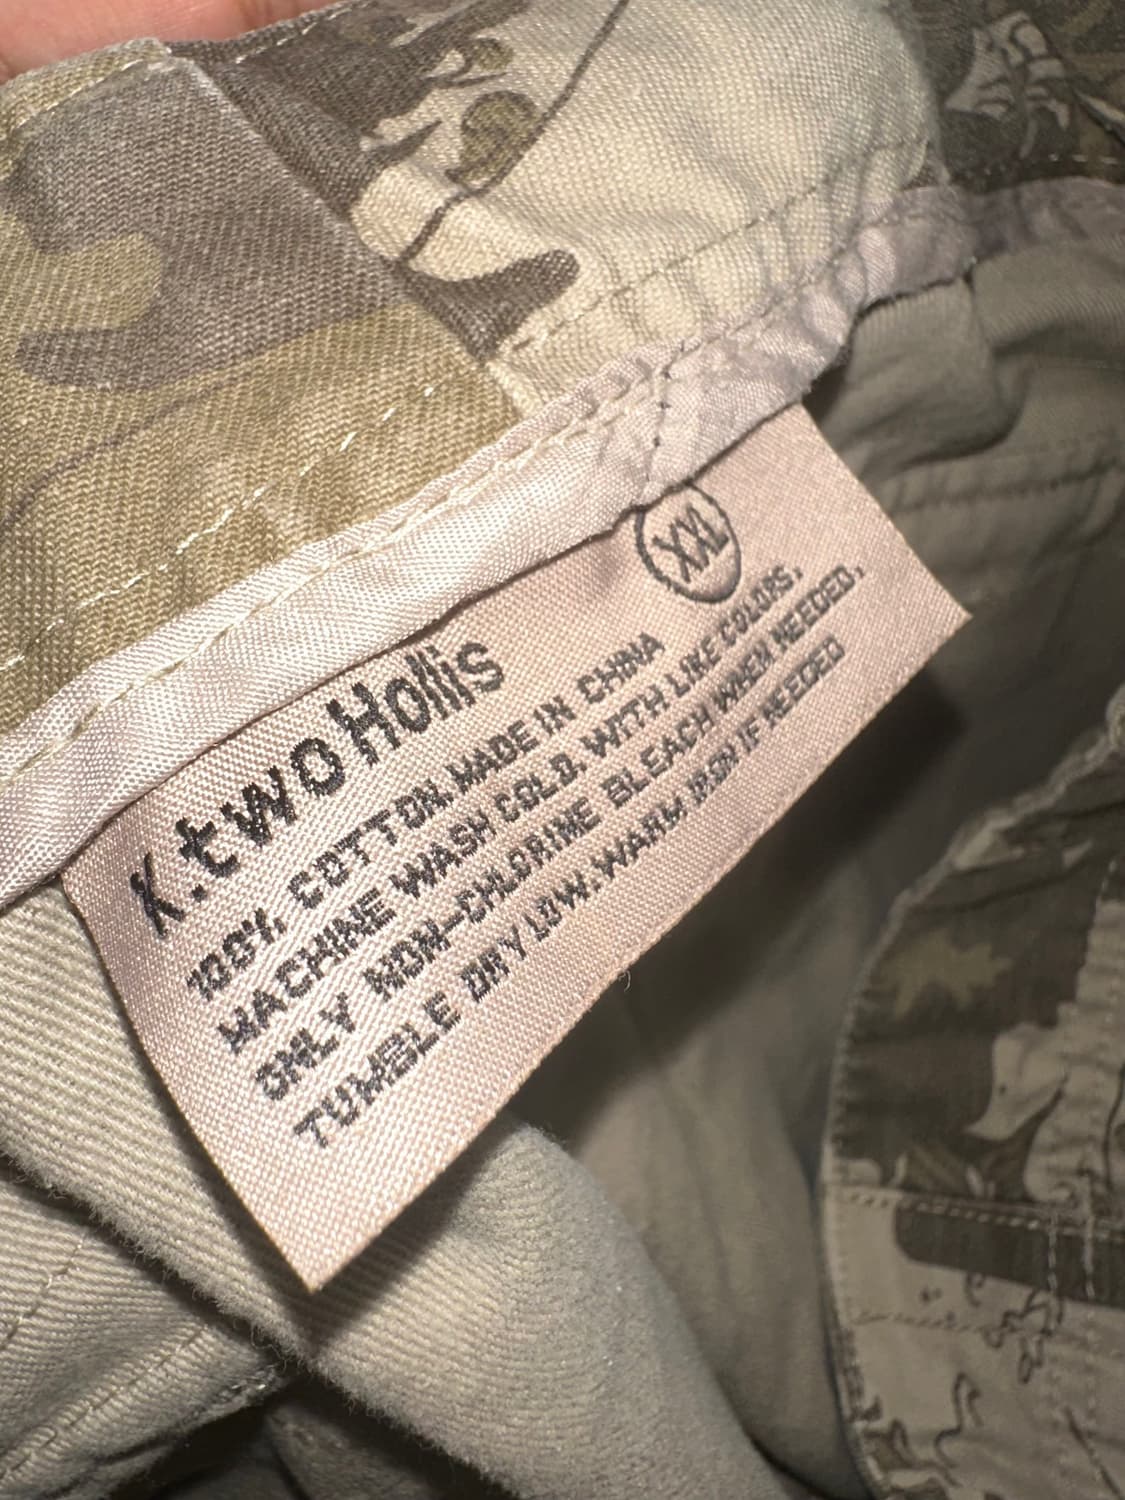 XXL
X.two Hollis
100% COTTON. MADE IN CHINA
MACHINE WASH COLD. WITH LIKE COLORS.
ONLY NON-CHLORINE BLEACH WHEN NEEDED.
TUMBLE DRY LOW. WARM IRON IF NEEDED